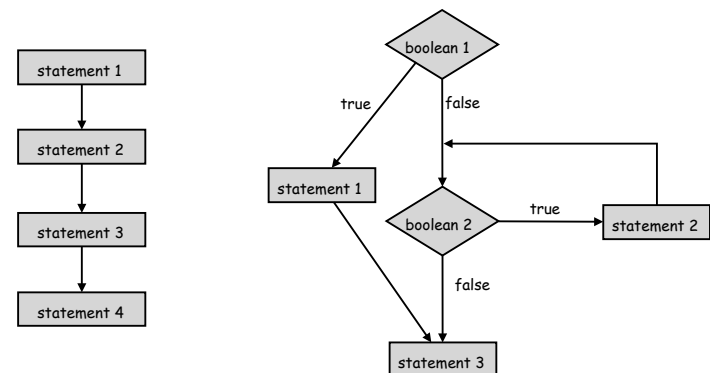 statement 1
statement 2
statement 3
statement 4
boolean 1
true
false
statement 1
boolean 2
true
statement 2
false
statement 3